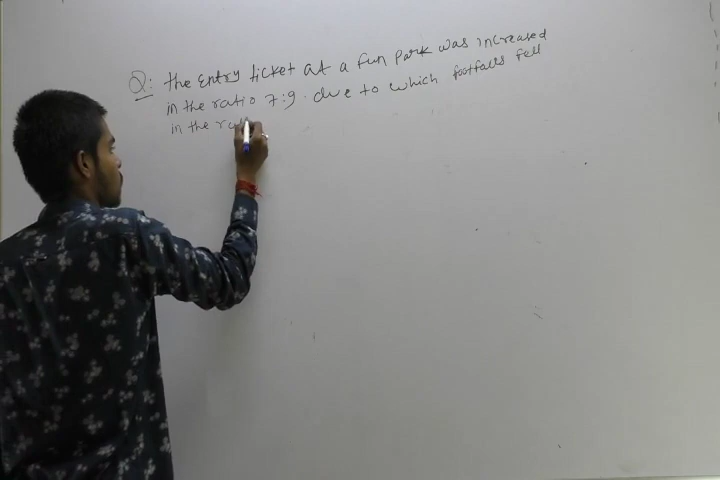 Q: the entry ticket at a fun park was increased
in the ratio 7:9. due to which footfalls fell
in the